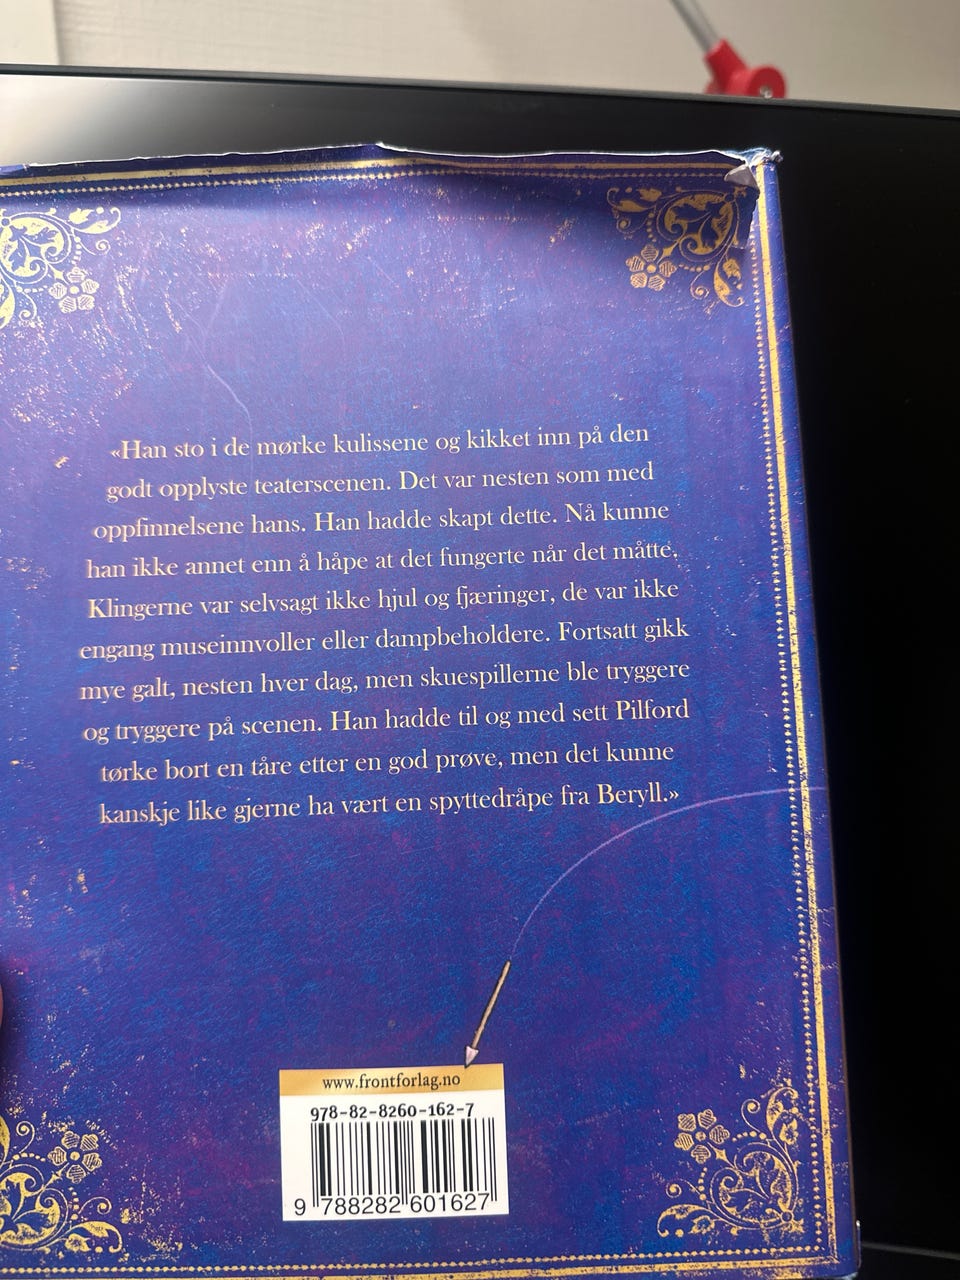 «Han sto i de mørke kulissene og kikket inn på den
godt opplyste teaterscenen. Det var nesten som med
oppfinnelsene hans. Han hadde skapt dette. Nå kunne
han ikke annet enn å håpe at det fungerte når det måtte.
Klingerne var selvsagt ikke hjul og fjæringer, de var ikke
engang museinnvoller eller dampbeholdere. Fortsatt gikk
mye galt, nesten hver dag, men skuespillerne ble tryggere
og tryggere på scenen. Han hadde til og med sett Pilford
tørke bort en tåre etter en god prøve, men det kunne
kanskje like gjerne ha vært en spyttedråpe fra Beryll.»
www.frontforlag.no
978-82-8260-162-7
9 788282 601627